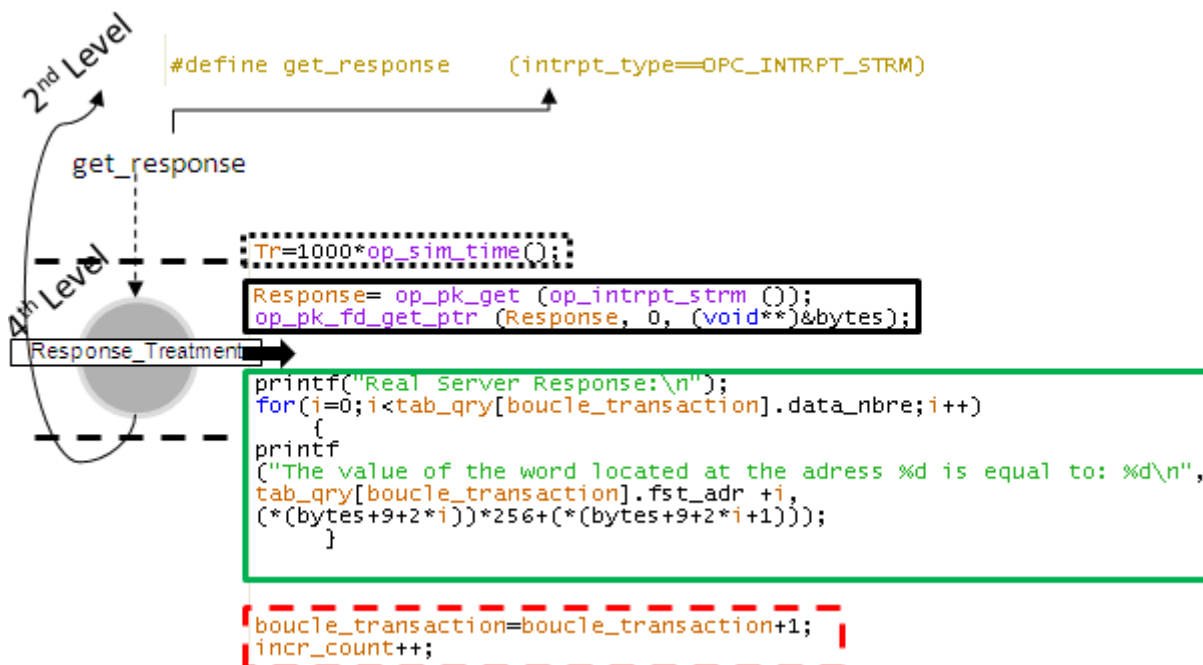 2nd Level
#define get_response (intrpt_type==OPC_INTRPT_STRM)
get_response
4th Level
Tr=1000*op_sim_time();
Response= op_pk_get (op_intrpt_strm ());
op_pk_fd_get_ptr (Response, 0, (void**)&bytes);
Response_Treatment
printf("Real Server Response:\n");
for(i=0;i<tab_qry[boucle_transaction].data_nbre;i++)
{
printf
("The value of the word located at the adress %d is equal to: %d\n",
tab_qry[boucle_transaction].fst_adr +i,
(*(bytes+9+2*i))*256+(*(bytes+9+2*i+1)));
}
boucle_transaction=boucle_transaction+1;
incr_count++;